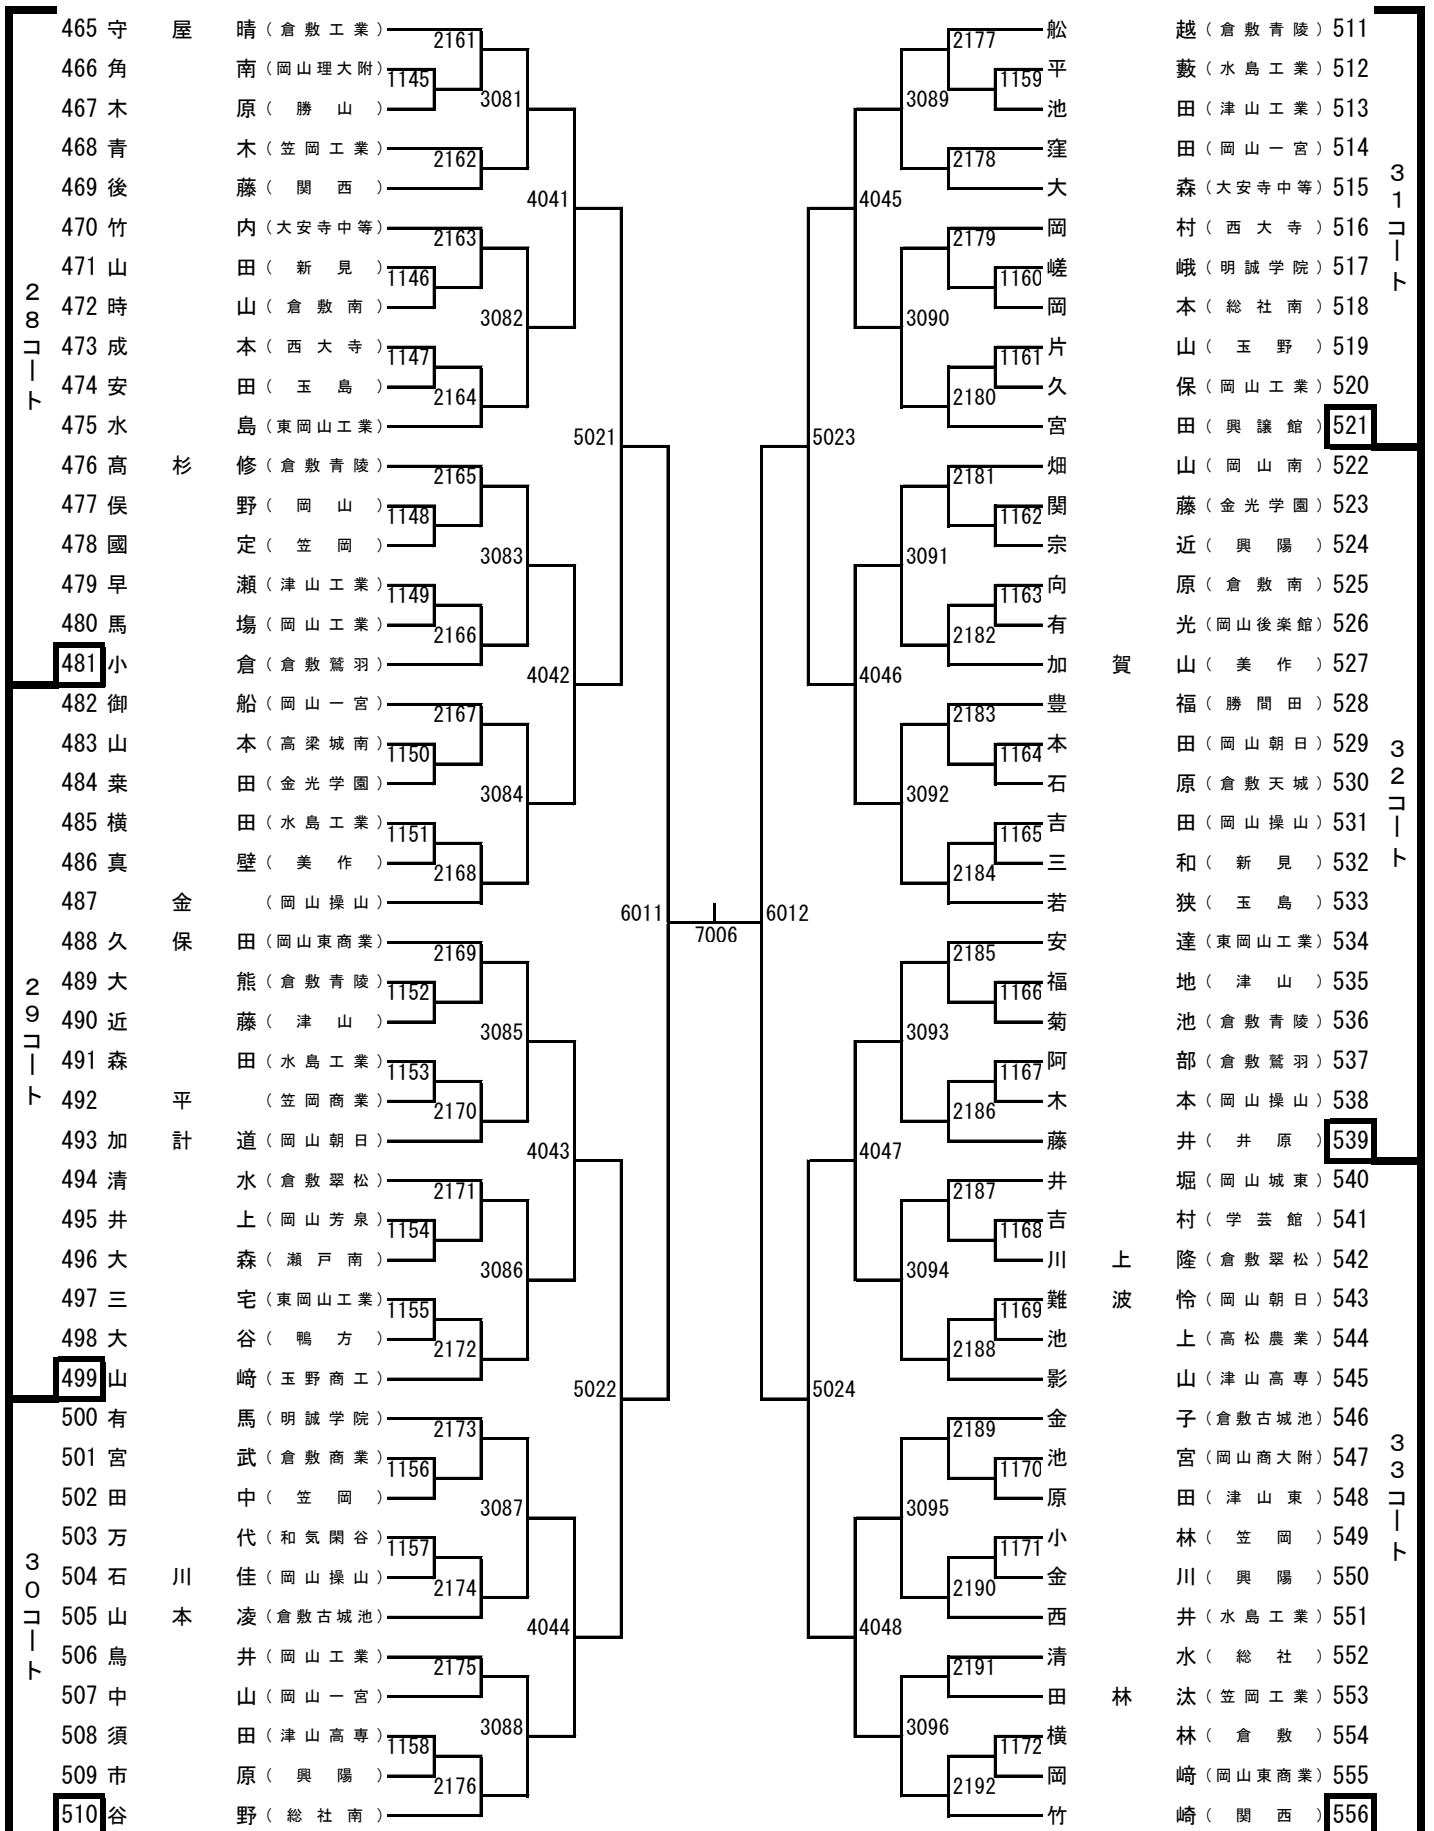 465 守屋晴 (倉敷工業)
466 角南 (岡山理大附)
467 木原 (勝山)
468 青木 (笠岡工業)
469 後藤 (関西)
470 竹内 (大安寺中等)
471 山田 (新見)
472 時山 (倉敷南)
473 成本 (西大寺)
474 安田 (玉島)
475 水島 (東岡山工業)
476 髙杉修 (倉敷青陵)
477 俣野 (岡山)
478 國定 (笠岡)
479 早瀬 (津山工業)
480 馬塲 (岡山工業)
481 小倉 (倉敷鷲羽)
482 御船 (岡山一宮)
483 山本 (高梁城南)
484 桒田 (金光学園)
485 横田 (水島工業)
486 真壁 (美作)
487 金 (岡山操山)
488 久保田 (岡山東商業)
489 大熊 (倉敷青陵)
490 近藤 (津山)
491 森田 (水島工業)
492 平 (笠岡商業)
493 加計道 (岡山朝日)
494 清水 (倉敷翠松)
495 井上 (岡山芳泉)
496 大森 (瀬戸南)
497 三宅 (東岡山工業)
498 大谷 (鴨方)
499 山﨑 (玉野商工)
500 有馬 (明誠学院)
501 宮武 (倉敷商業)
502 田中 (笠岡)
503 万代 (和気閑谷)
504 石川佳 (岡山操山)
505 山本凌 (倉敷古城池)
506 鳥井 (岡山工業)
507 中山 (岡山一宮)
508 須田 (津山高専)
509 市原 (興陽)
510 谷野 (総社南)
28コート
29コート
30コート
1145
1146
1147
1148
1149
1150
1151
1152
1153
1154
1155
1156
1157
1158
2161
2162
2163
2164
2165
2166
2167
2168
2169
2170
2171
2172
2173
2174
2175
2176
3081
3082
3083
3084
3085
3086
3087
3088
4041
4042
4043
4044
5021
5022
6011
7006
6012
5023
5024
4045
4046
4047
4048
3089
3090
3091
3092
3093
3094
3095
3096
2177
2178
2179
2180
2181
2182
2183
2184
2185
2186
2187
2188
2189
2190
2191
2192
1159
1160
1161
1162
1163
1164
1165
1166
1167
1168
1169
1170
1171
1172
舩越 (倉敷青陵) 511
平藪 (水島工業) 512
池田 (津山工業) 513
窪田 (岡山一宮) 514
大森 (大安寺中等) 515
岡村 (西大寺) 516
嵯峨 (明誠学院) 517
岡本 (総社南) 518
片山 (玉野) 519
久保 (岡山工業) 520
宮田 (興譲館) 521
畑山 (岡山南) 522
関藤 (金光学園) 523
宗近 (興陽) 524
向原 (倉敷南) 525
有光 (岡山後楽館) 526
加賀山 (美作) 527
豊福 (勝間田) 528
本田 (岡山朝日) 529
石原 (倉敷天城) 530
吉田 (岡山操山) 531
三和 (新見) 532
若狭 (玉島) 533
安達 (東岡山工業) 534
福地 (津山) 535
菊池 (倉敷青陵) 536
阿部 (倉敷鷲羽) 537
木本 (岡山操山) 538
藤井 (井原) 539
井堀 (岡山城東) 540
吉村 (学芸館) 541
川上隆 (倉敷翠松) 542
難波怜 (岡山朝日) 543
池上 (高松農業) 544
影山 (津山高専) 545
金子 (倉敷古城池) 546
池宮 (岡山商大附) 547
原田 (津山東) 548
小林 (笠岡) 549
金川 (興陽) 550
西井 (水島工業) 551
清水 (総社) 552
田林汰 (笠岡工業) 553
横林 (倉敷) 554
岡﨑 (岡山東商業) 555
竹崎 (関西) 556
31コート
32コート
33コート